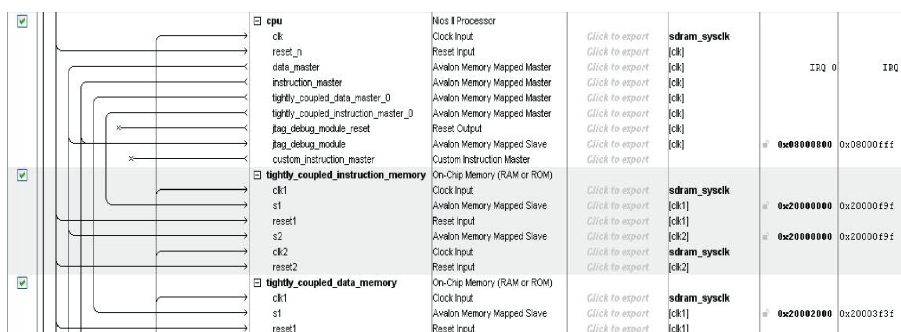 cpu Nios II Processor
clk Clock Input Click to export sdram_sysclk
reset_n Reset Input Click to export [clk]
data_master Avalon Memory Mapped Master Click to export [clk] IRQ 0 IRQ
instruction_master Avalon Memory Mapped Master Click to export [clk]
tightly_coupled_data_master_0 Avalon Memory Mapped Master Click to export [clk]
tightly_coupled_instruction_master_0 Avalon Memory Mapped Master Click to export [clk]
jtag_debug_module_reset Reset Output Click to export [clk]
jtag_debug_module Avalon Memory Mapped Slave Click to export [clk] 0x08000800 0x08000fff
custom_instruction_master Custom Instruction Master Click to export
tightly_coupled_instruction_memory On-Chip Memory (RAM or ROM)
clk1 Clock Input Click to export sdram_sysclk
s1 Avalon Memory Mapped Slave Click to export [clk1] 0x20000000 0x20000f9f
reset1 Reset Input Click to export [clk1]
s2 Avalon Memory Mapped Slave Click to export [clk2] 0x20000000 0x20000f9f
clk2 Clock Input Click to export sdram_sysclk
reset2 Reset Input Click to export [clk2]
tightly_coupled_data_memory On-Chip Memory (RAM or ROM)
clk1 Clock Input Click to export sdram_sysclk
s1 Avalon Memory Mapped Slave Click to export [clk1] 0x20002000 0x20003f3f
reset1 Reset Input Click to export [clk1]